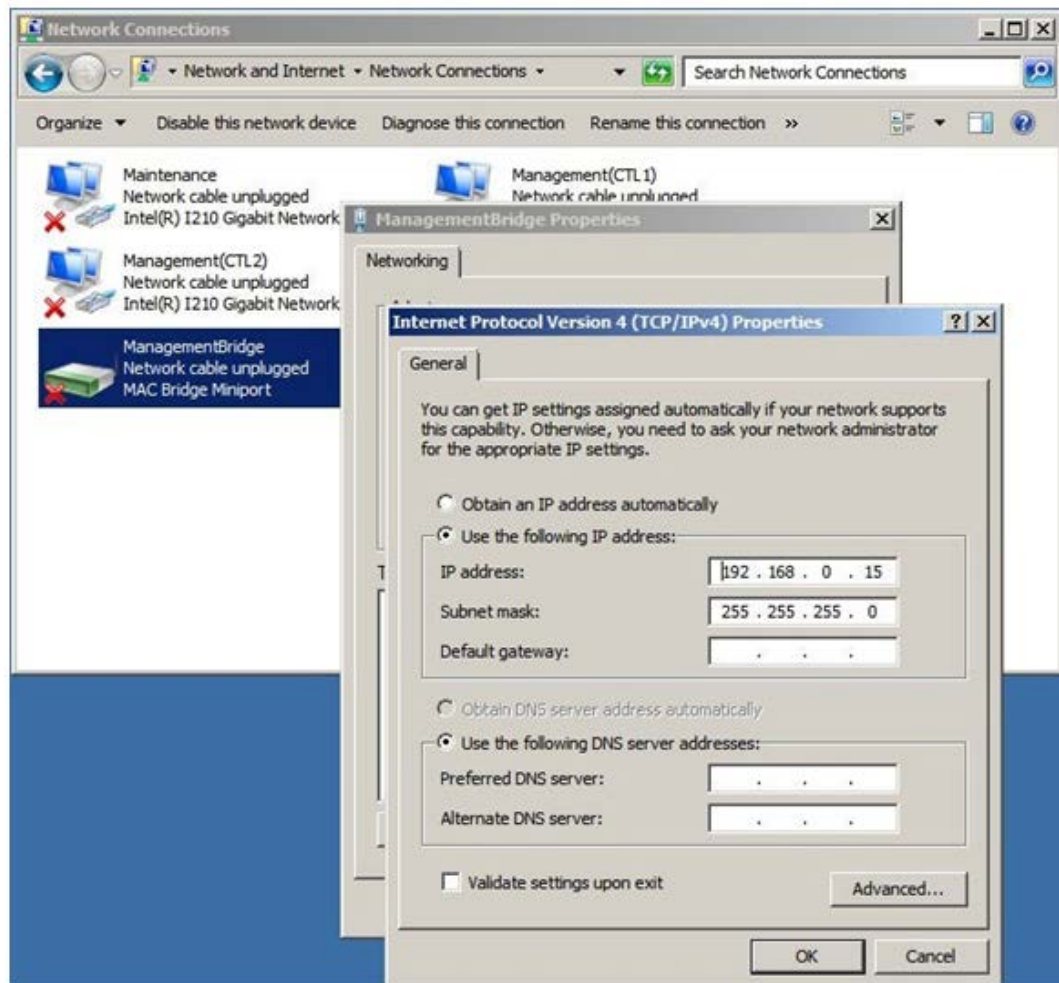 Network Connections
Network and Internet Network Connections
Search Network Connections
Organize Disable this network device Diagnose this connection Rename this connection »
Maintenance
Network cable unplugged
Intel(R) I210 Gigabit Network
Management(CTL1)
Network cable unplugged
Management(CTL2)
Network cable unplugged
Intel(R) I210 Gigabit Network
ManagementBridge
Network cable unplugged
MAC Bridge Miniport
ManagementBridge Properties
Networking
Internet Protocol Version 4 (TCP/IPv4) Properties
General
You can get IP settings assigned automatically if your network supports
this capability. Otherwise, you need to ask your network administrator
for the appropriate IP settings.
Obtain an IP address automatically
Use the following IP address:
IP address: 192 . 168 . 0 . 15
Subnet mask: 255 . 255 . 255 . 0
Default gateway: . . .
Obtain DNS server address automatically
Use the following DNS server addresses:
Preferred DNS server: . . .
Alternate DNS server: . . .
Validate settings upon exit
Advanced...
OK Cancel